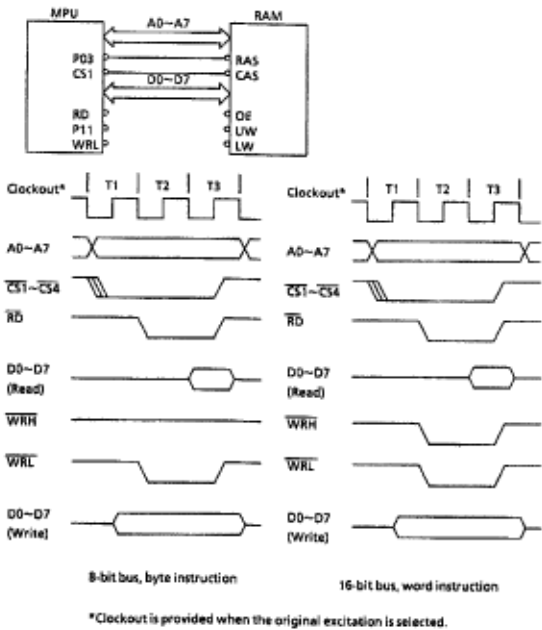 MPU
RAM
A0~A7
P03
RAS
CS1
CAS
D0~D7
RD
OE
P11
UW
WRL
LW
Clockout*
T1
T2
T3
A0~A7
CS1~CS4
RD
D0~D7
(Read)
WRH
WRL
D0~D7
(Write)
8-bit bus, byte instruction
Clockout*
T1
T2
T3
A0~A7
CS1~CS4
RD
D0~D7
(Read)
WRH
WRL
D0~D7
(Write)
16-bit bus, word instruction
*Clockout is provided when the original excitation is selected.